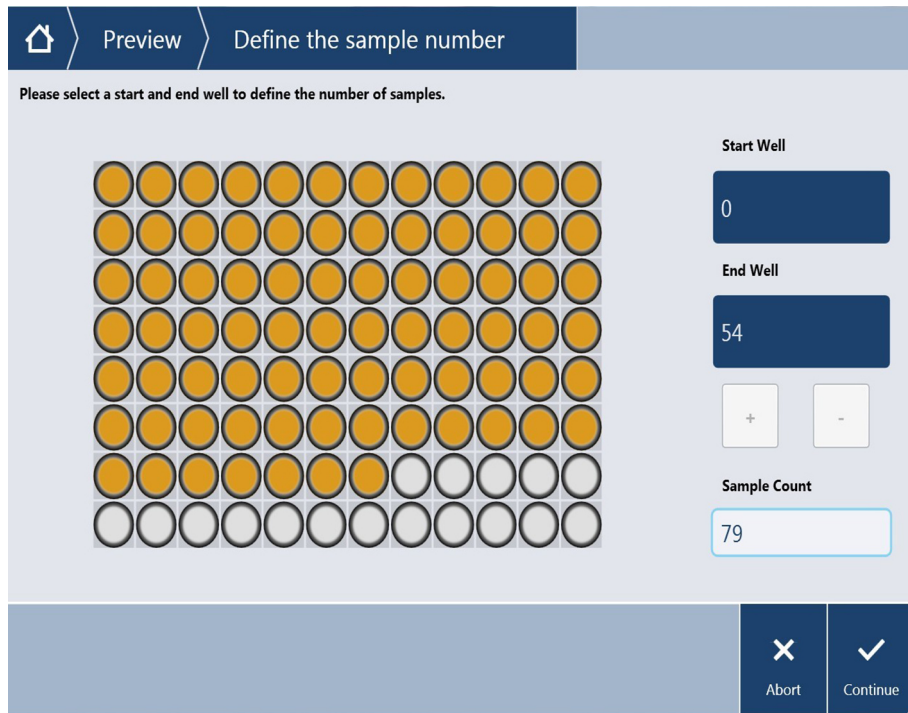 Preview
Define the sample number
Please select a start and end well to define the number of samples.
Start Well
0
End Well
54
+
-
Sample Count
79
Abort
Continue